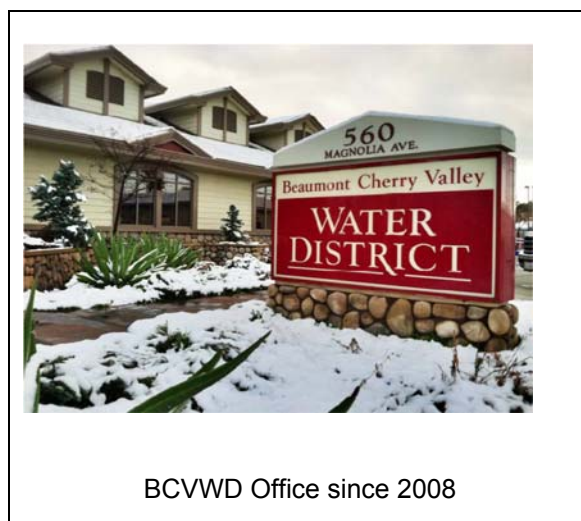 560
MAGNOLIA AVE.
Beaumont Cherry Valley
WATER
DISTRICT
BCVWD Office since 2008